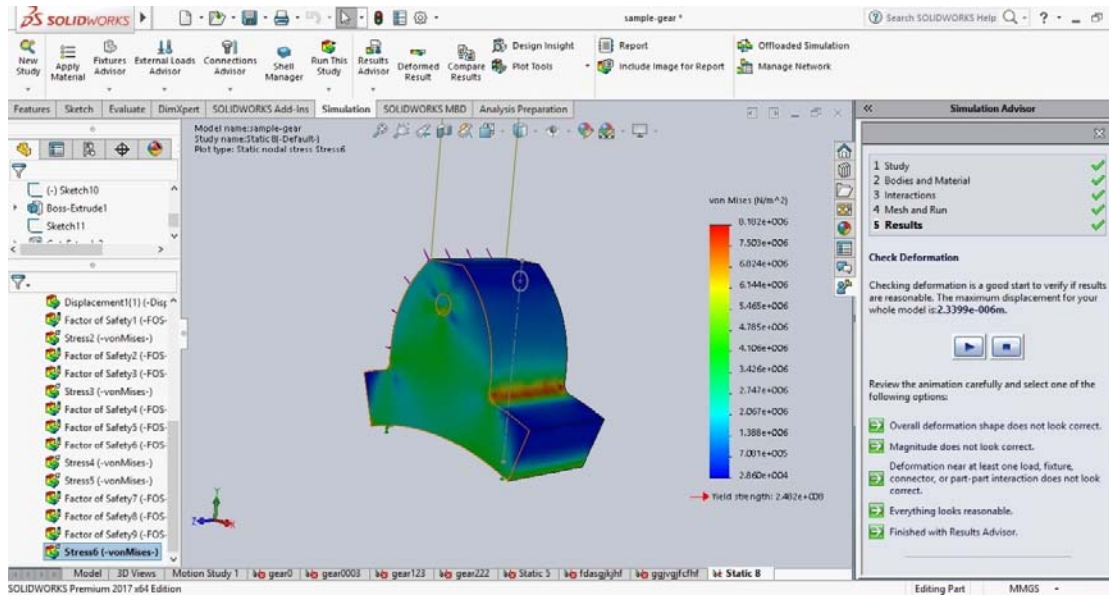 SOLIDWORKS
sample-gear *
Search SOLIDWORKS Help
New Study
Apply Material
Fixtures Advisor
External Loads Advisor
Connections Advisor
Shell Manager
Run This Study
Results Advisor
Deformed Result
Compare Results
Design Insight
Plot Tools
Report
Include Image for Report
Offloaded Simulation
Manage Network
Features Sketch Evaluate DimXpert SOLIDWORKS Add-Ins Simulation SOLIDWORKS MBD Analysis Preparation
Model name:sample-gear
Study name:Static 8(-Default-)
Plot type: Static nodal stress Stress6
(-) Sketch10
Boss-Extrude1
Sketch11
Displacement1(1) (-Disp
Factor of Safety1 (-FOS-
Stress2 (-vonMises-)
Factor of Safety2 (-FOS-
Factor of Safety3 (-FOS-
Stress3 (-vonMises-)
Factor of Safety4 (-FOS-
Factor of Safety5 (-FOS-
Factor of Safety6 (-FOS-
Stress4 (-vonMises-)
Stress5 (-vonMises-)
Factor of Safety7 (-FOS-
Factor of Safety8 (-FOS-
Factor of Safety9 (-FOS-
Stress6 (-vonMises-)
von Mises (N/m^2)
8.182e+006
7.503e+006
6.824e+006
6.144e+006
5.465e+006
4.785e+006
4.106e+006
3.426e+006
2.747e+006
2.067e+006
1.388e+006
7.081e+005
2.860e+004
Yield strength: 2.482e+008
Y
Z
X
Simulation Advisor
1 Study
2 Bodies and Material
3 Interactions
4 Mesh and Run
5 Results
Check Deformation
Checking deformation is a good start to verify if results
are reasonable. The maximum displacement for your
whole model is:2.3399e-006m.
Review the animation carefully and select one of the
following options:
Overall deformation shape does not look correct.
Magnitude does not look correct.
Deformation near at least one load, fixture,
connector, or part-part interaction does not look
correct.
Everything looks reasonable.
Finished with Results Advisor.
Model 3D Views Motion Study 1 gear0 gear0003 gear123 gear222 Static 5 Static 8
SOLIDWORKS Premium 2017 x64 Edition
Editing Part
MMGS